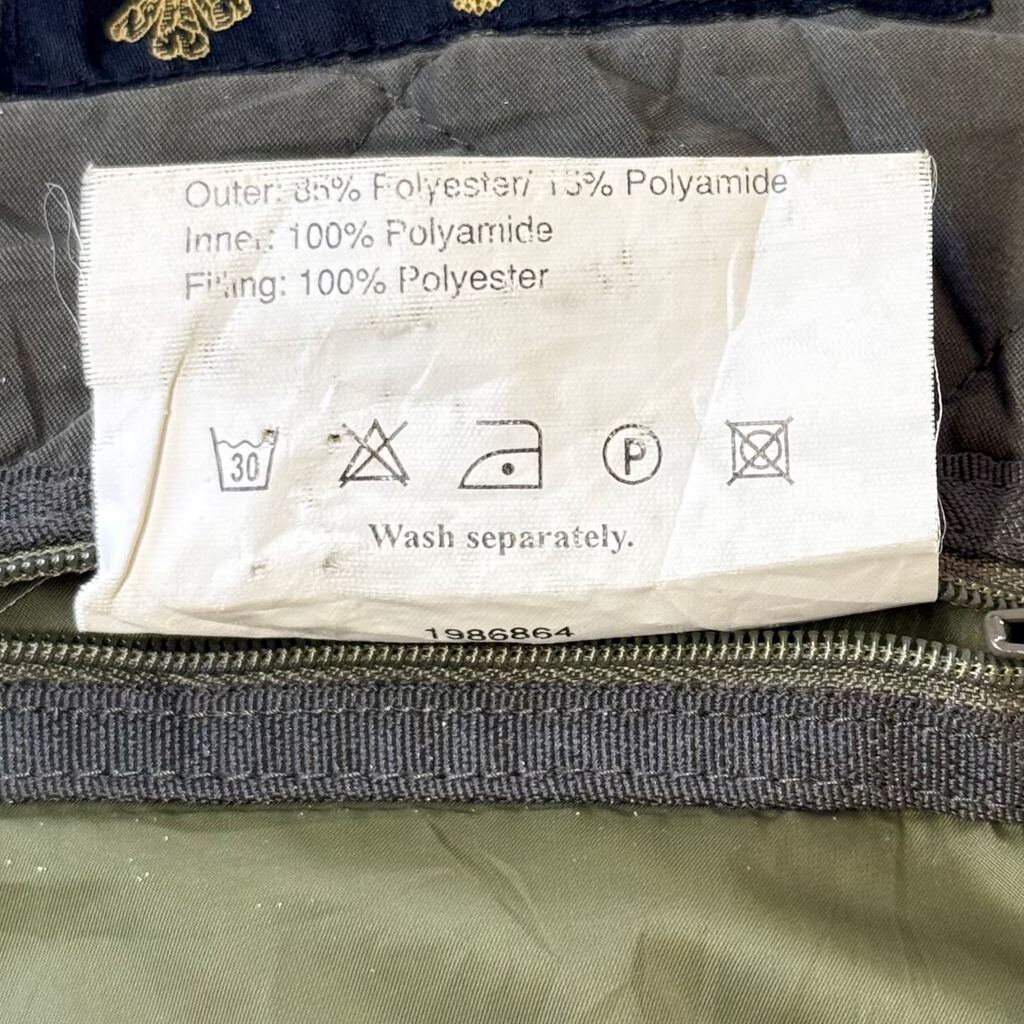 Outer: 85% Polyester/ 15% Polyamide
Inner: 100% Polyamide
Filling: 100% Polyester
30
P
Wash separately.
1986864